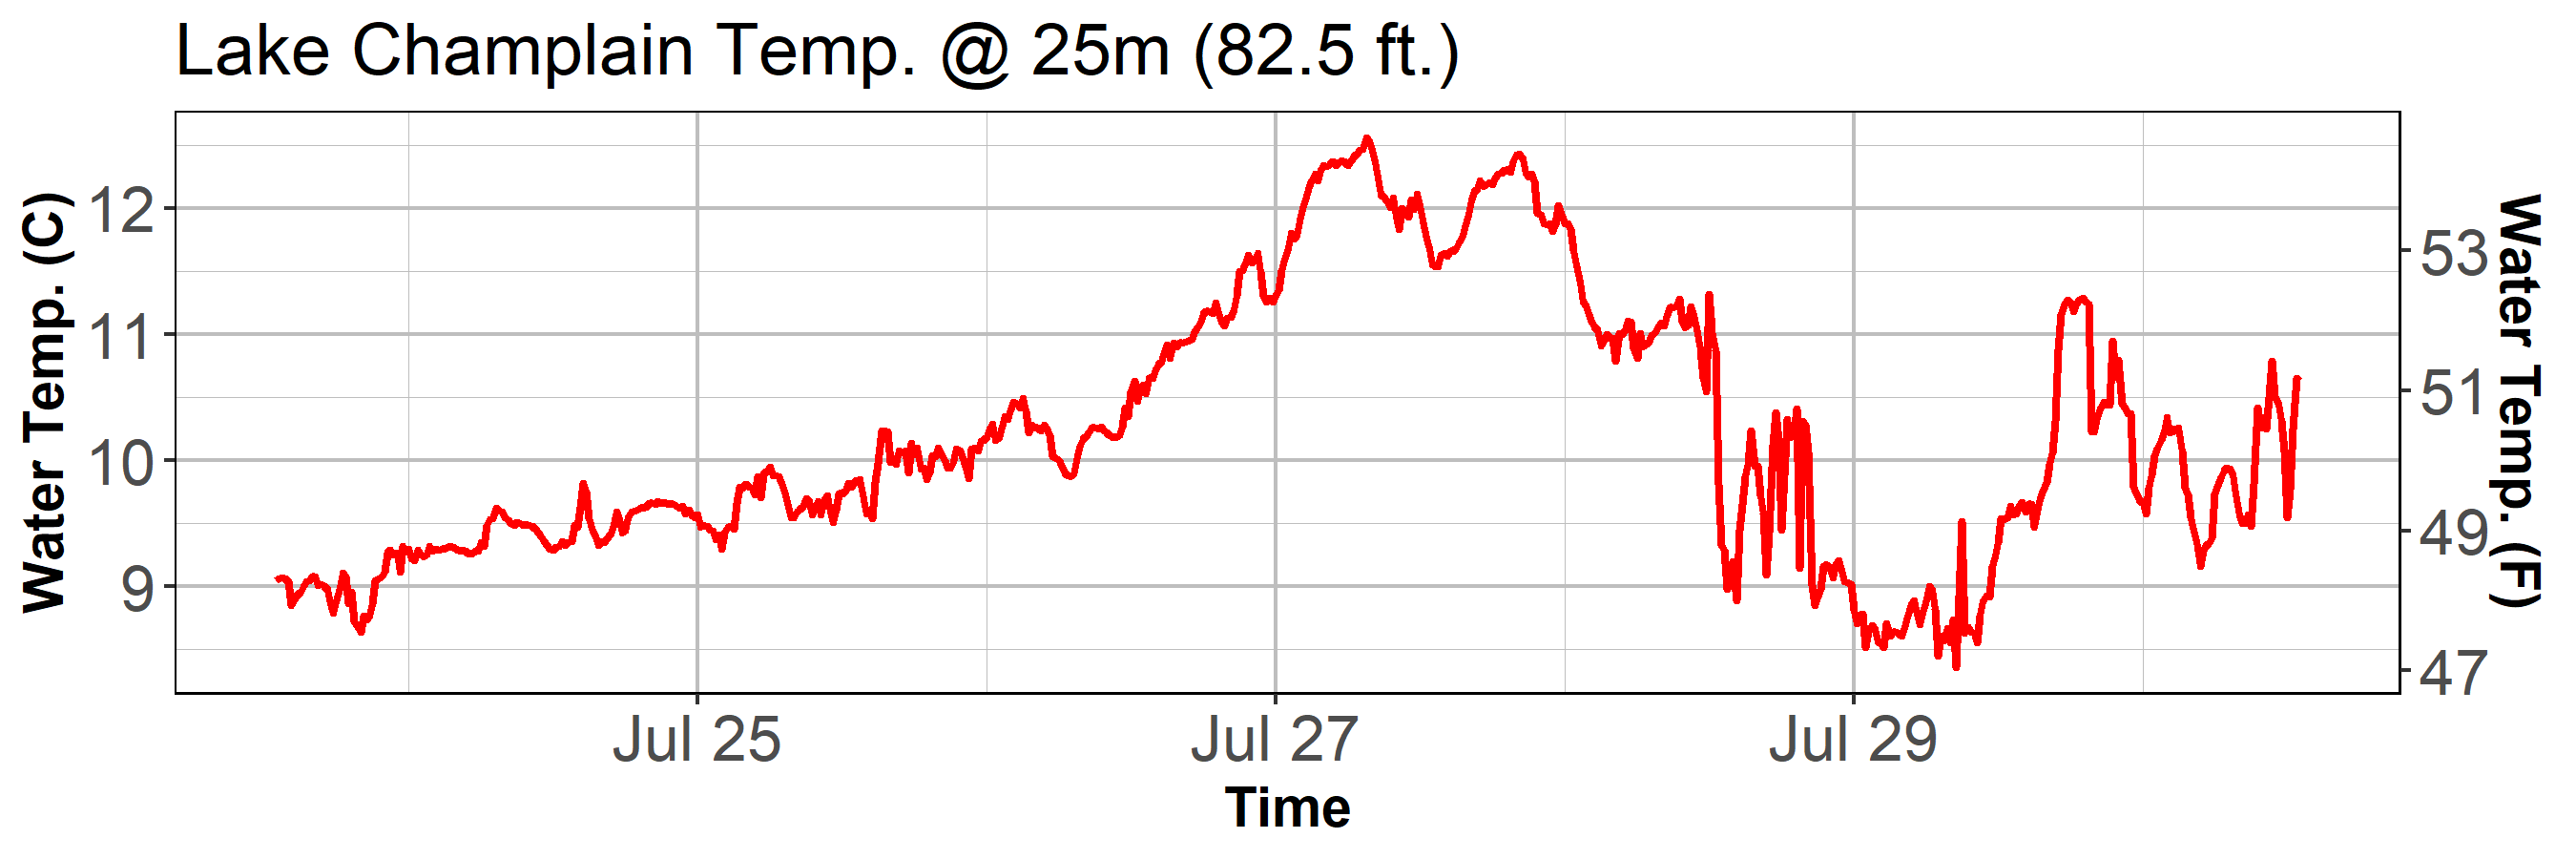 Lake Champlain Temp. @ 25m (82.5 ft.)
Water Temp. (C)
12
11
10
9
53
51
49
47
Water Temp. (F)
Jul 25 Jul 27 Jul 29
Time